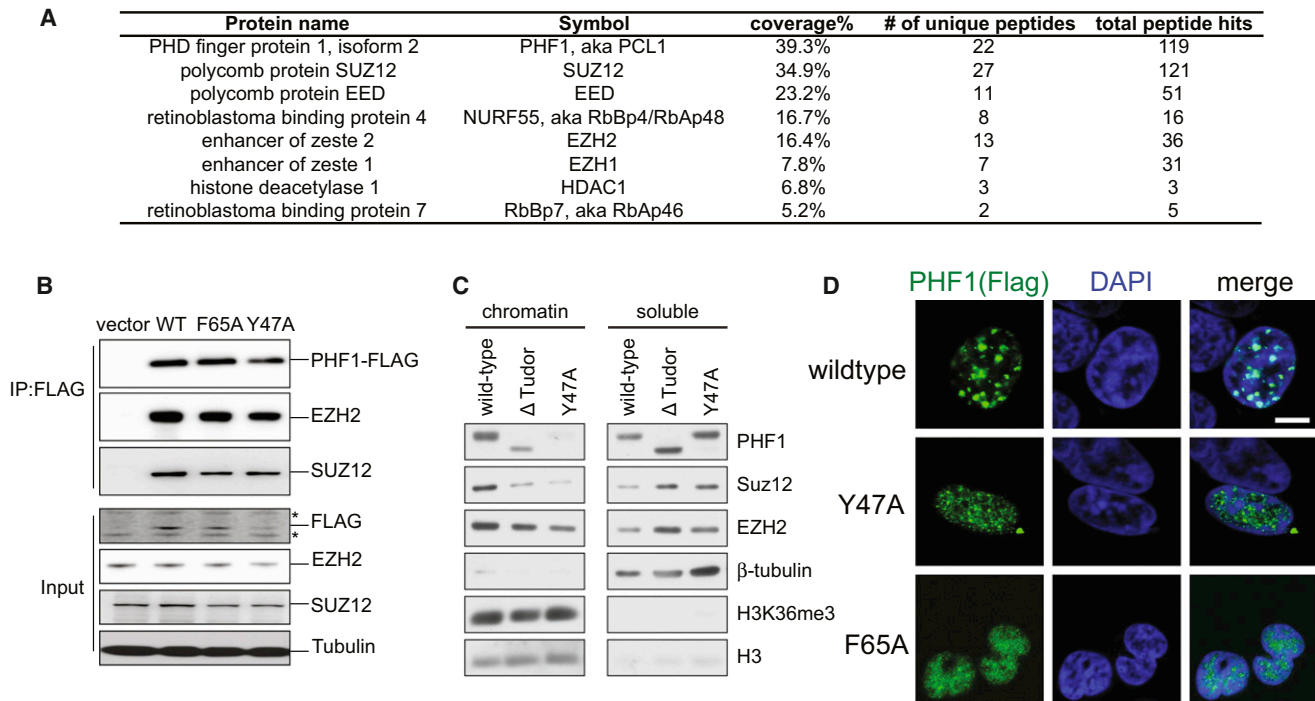 A
Protein name Symbol coverage% # of unique peptides total peptide hits
PHD finger protein 1, isoform 2 PHF1, aka PCL1 39.3% 22 119
polycomb protein SUZ12 SUZ12 34.9% 27 121
polycomb protein EED EED 23.2% 11 51
retinoblastoma binding protein 4 NURF55, aka RbBp4/RbAp48 16.7% 8 16
enhancer of zeste 2 EZH2 16.4% 13 36
enhancer of zeste 1 EZH1 7.8% 7 31
histone deacetylase 1 HDAC1 6.8% 3 3
retinoblastoma binding protein 7 RbBp7, aka RbAp46 5.2% 2 5
B
vector WT F65A Y47A
IP:FLAG
PHF1-FLAG
EZH2
SUZ12
Input
*
FLAG
*
EZH2
SUZ12
Tubulin
C
chromatin soluble
wild-type Δ Tudor Y47A wild-type Δ Tudor Y47A
PHF1
Suz12
EZH2
β-tubulin
H3K36me3
H3
D
PHF1(Flag) DAPI merge
wildtype
Y47A
F65A